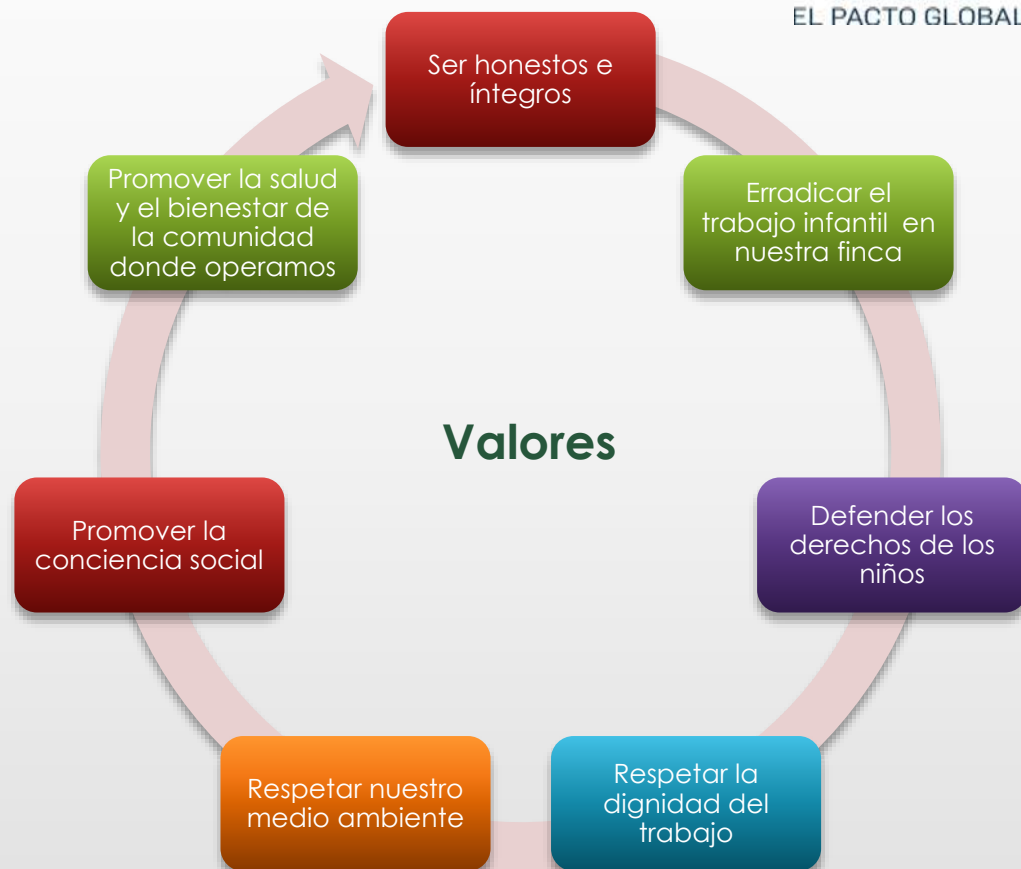 EL PACTO GLOBAL
Ser honestos e
íntegros
Erradicar el
trabajo infantil en
nuestra finca
Defender los
derechos de los
niños
Respetar la
dignidad del
trabajo
Respetar nuestro
medio ambiente
Promover la
conciencia social
Promover la salud
y el bienestar de
la comunidad
donde operamos
Valores